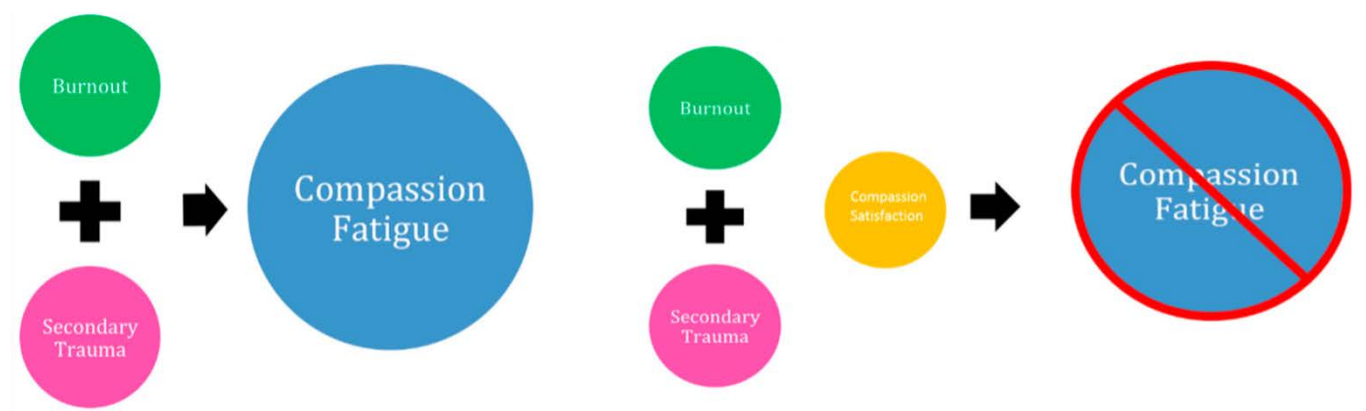 Burnout
Secondary
Trauma
Compassion
Fatigue
Burnout
Secondary
Trauma
Compassion
Satisfaction
Compassion
Fatigue